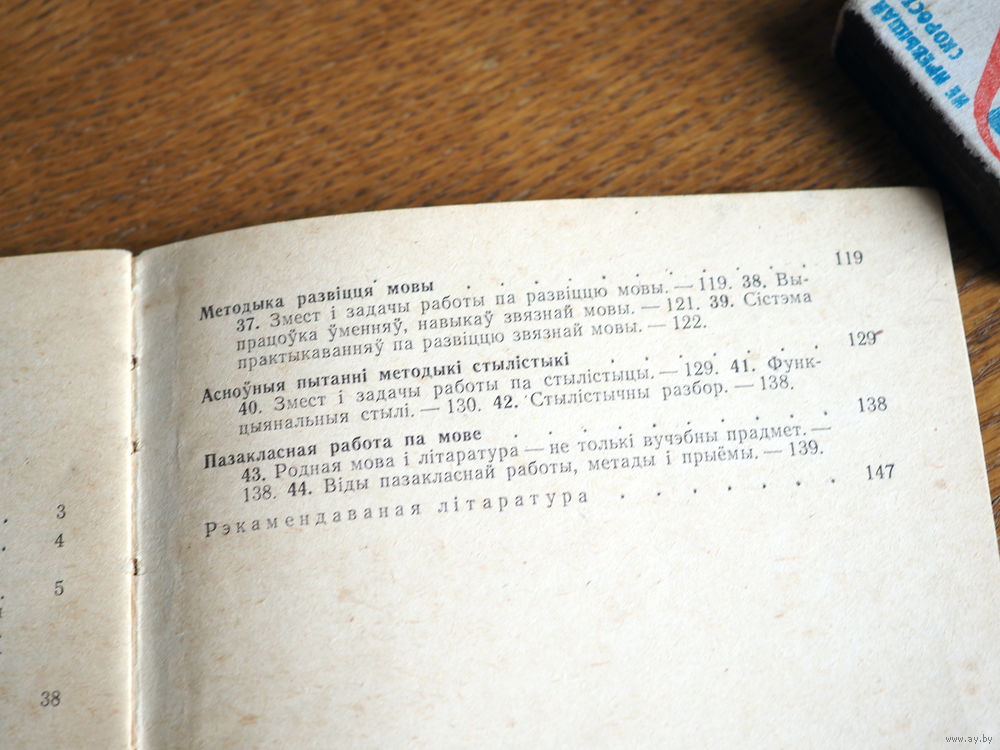 НЕ ПРЕВЫШАЙ
СКОРОС
Методыка развіцця мовы . . . . . . . . . . 119
37. Змест і задачы работы па развіццю мовы. — 119. 38. Вы-
працоўка ўменняў, навыкаў звязнай мовы. — 121. 39. Сістэма
практыкаванняў па развіццю звязнай мовы. — 122.
Асноўныя пытанні методыкі стылістыкі . . . . . . . 129
40. Змест і задачы работы па стылістыцы. — 129. 41. Функ-
цыянальныя стылі. — 130. 42. Стылістычны разбор. — 138.
Пазакласная работа па мове . . . . . . . . . 138
43. Родная мова і літаратура — не толькі вучэбны прадмет. —
138. 44. Віды пазакласнай работы, метады і прыёмы. — 139.
Рэкамендаваная літаратура . . . . . . . 147
. 3
. 4
. 5
38
www.ay.by